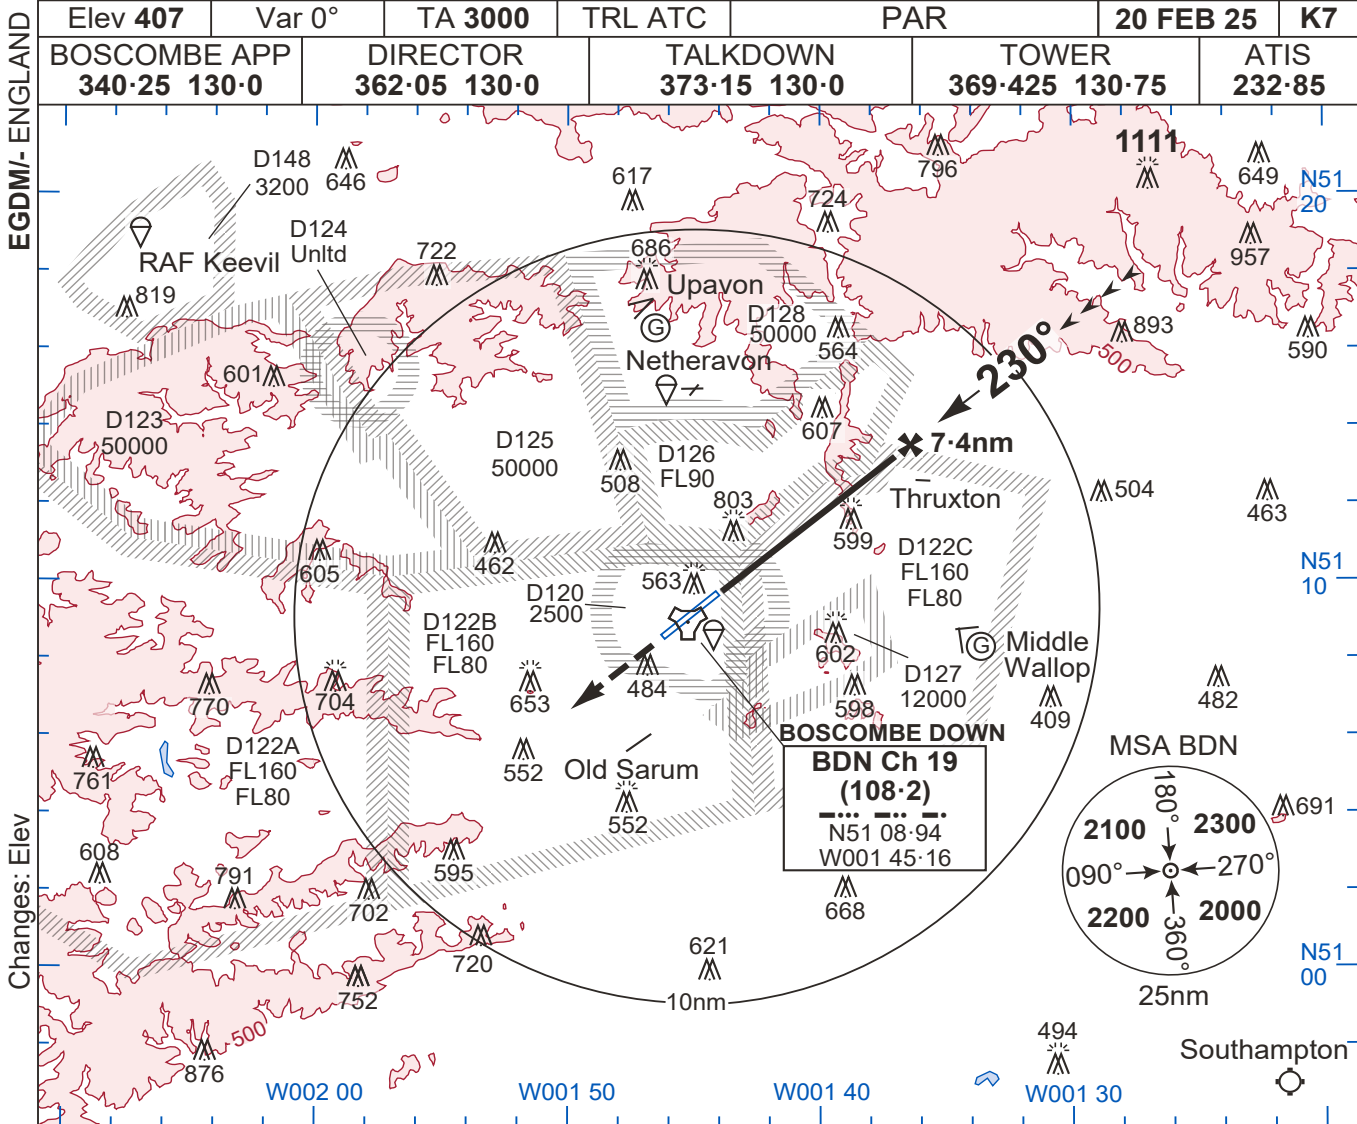 Elev 407
Var 0°
TA 3000
TRL ATC
PAR
20 FEB 25
K7
BOSCOMBE APP
340·25 130·0
DIRECTOR
362·05 130·0
TALKDOWN
373·15 130·0
TOWER
369·425 130·75
ATIS
232·85
EGDM/- ENGLAND
Changes: Elev
D148
3200
646
617
796
1111
649
N51
20
724
D124
Unltd
RAF Keevil
819
722
686
Upavon
957
D128
50000
564
893
590
500
230°
G
Netheravon
601
D123
50000
607
D125
50000
508
D126
FL90
7·4nm
Thruxton
504
463
803
599
462
605
D122C
FL160
FL80
N51
10
563
D120
2500
D122B
FL160
FL80
602
G
Middle
Wallop
D127
12000
484
653
704
770
598
409
482
BOSCOMBE DOWN
BDN Ch 19
(108·2)
N51 08·94
W001 45·16
MSA BDN
180°
2100
2300
090°
270°
2200
2000
360°
25nm
691
761
D122A
FL160
FL80
552
Old Sarum
552
608
791
595
702
668
720
621
752
10nm
N51
00
500
876
494
Southampton
W002 00
W001 50
W001 40
W001 30